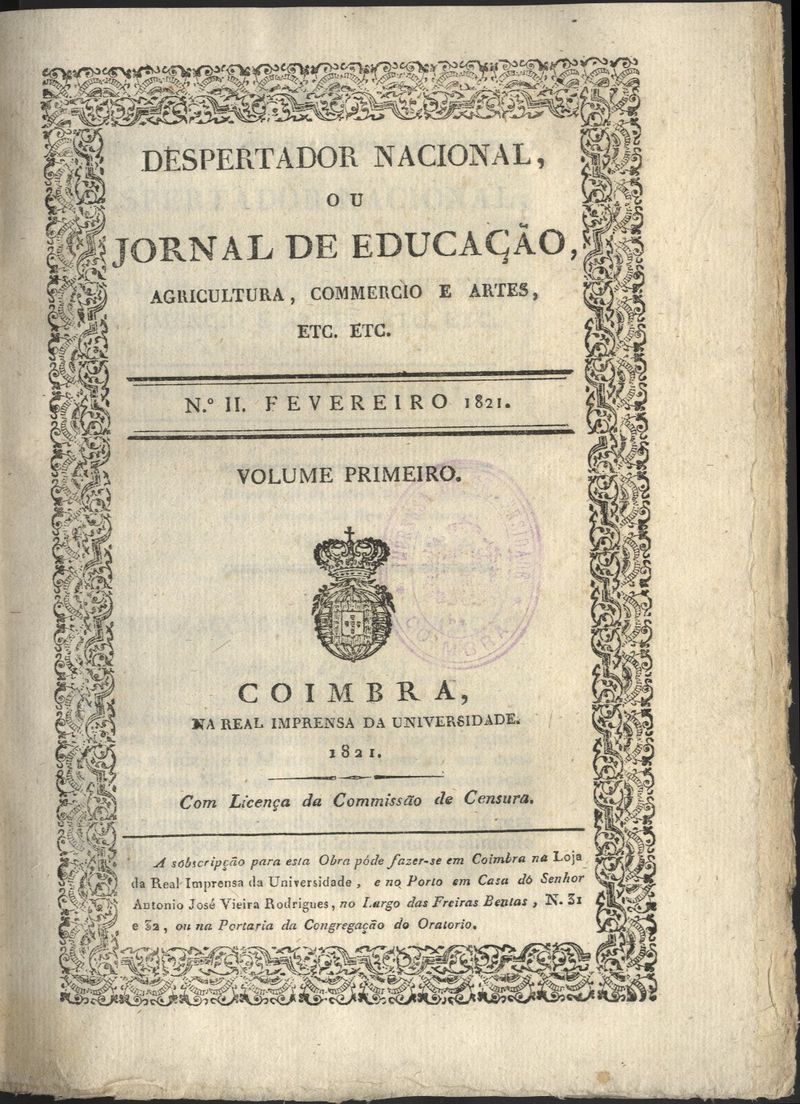 DESPERTADOR NACIONAL,
OU
JORNAL DE EDUCAÇÃO,
AGRICULTURA, COMMERCIO E ARTES,
ETC. ETC.
N.º II. FEVEREIRO 1821.
VOLUME PRIMEIRO.
COIMBRA
COIMBRA,
NA REAL IMPRENSA DA UNIVERSIDADE.
1821.
Com Licença da Commissão de Censura.
A sobscripção para esta Obra póde fazer-se em Coimbra na Loja
da Real Imprensa da Universidade, e no Porto em Casa do Senhor
Antonio José Vieira Rodrigues, no Largo das Freiras Bentas, N. 31
e 32, ou na Portaria da Congregação do Oratorio.